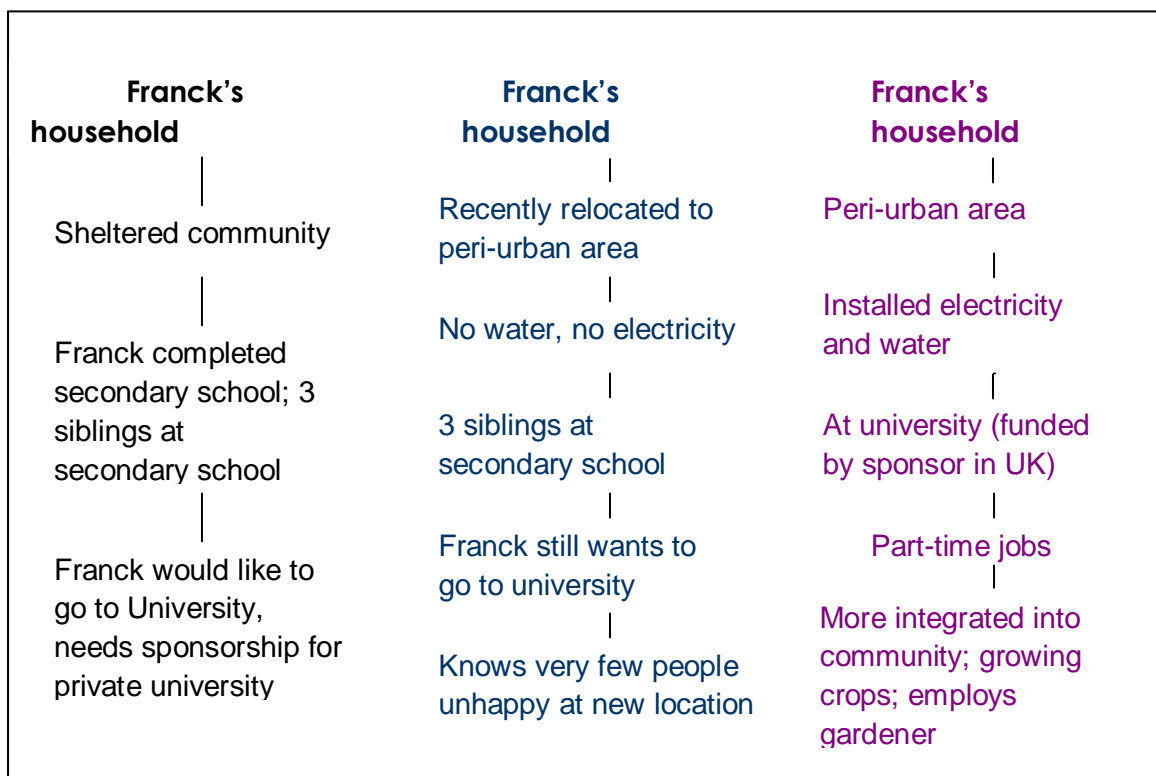 Franck’s
household
Sheltered community
Franck completed
secondary school; 3
siblings at
secondary school
Franck would like to
go to University,
needs sponsorship for
private university
Franck’s
household
Recently relocated to
peri-urban area
No water, no electricity
3 siblings at
secondary school
Franck still wants to
go to university
Knows very few people
unhappy at new location
Franck’s
household
Peri-urban area
Installed electricity
and water
At university (funded
by sponsor in UK)
Part-time jobs
More integrated into
community; growing
crops; employs
gardener